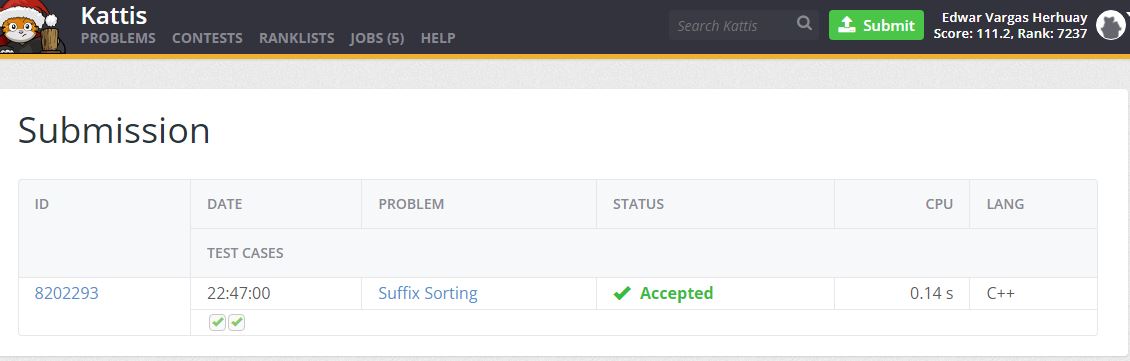 Kattis
PROBLEMS CONTESTS RANKLISTS JOBS (5) HELP
Search Kattis
Submit
Edwar Vargas Herhuay
Score: 111.2, Rank: 7237
Submission
ID DATE PROBLEM STATUS CPU LANG
TEST CASES
8202293 22:47:00 Suffix Sorting Accepted 0.14 s C++